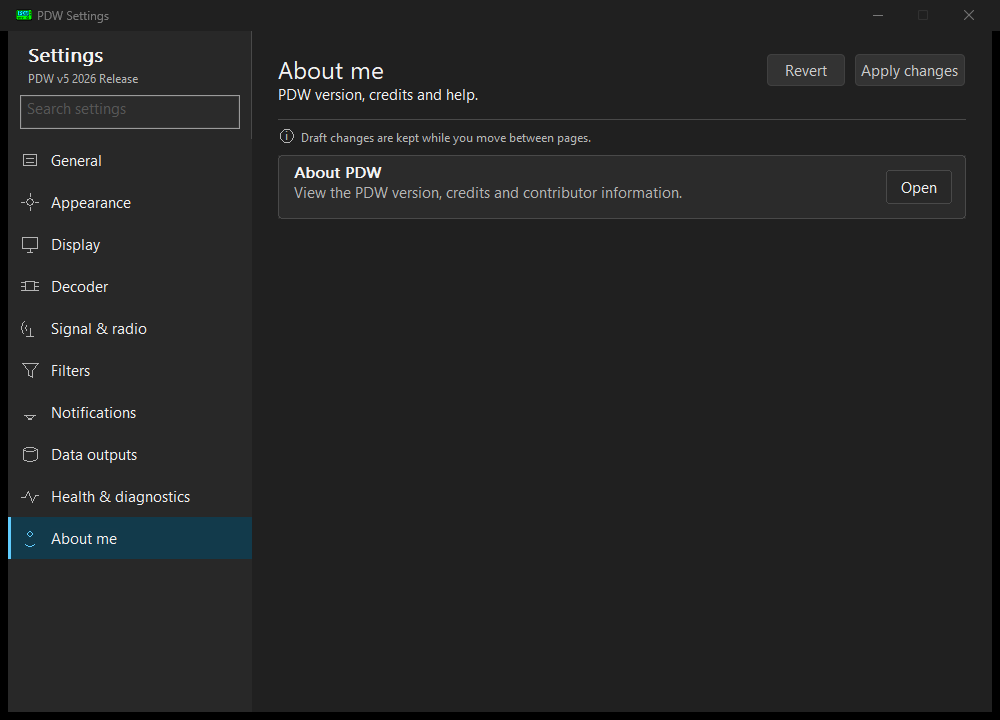 PDW Settings
Settings
PDW v5 2026 Release
Search settings
General
Appearance
Display
Decoder
Signal & radio
Filters
Notifications
Data outputs
Health & diagnostics
About me
About me
PDW version, credits and help.
Revert
Apply changes
Draft changes are kept while you move between pages.
About PDW
View the PDW version, credits and contributor information.
Open